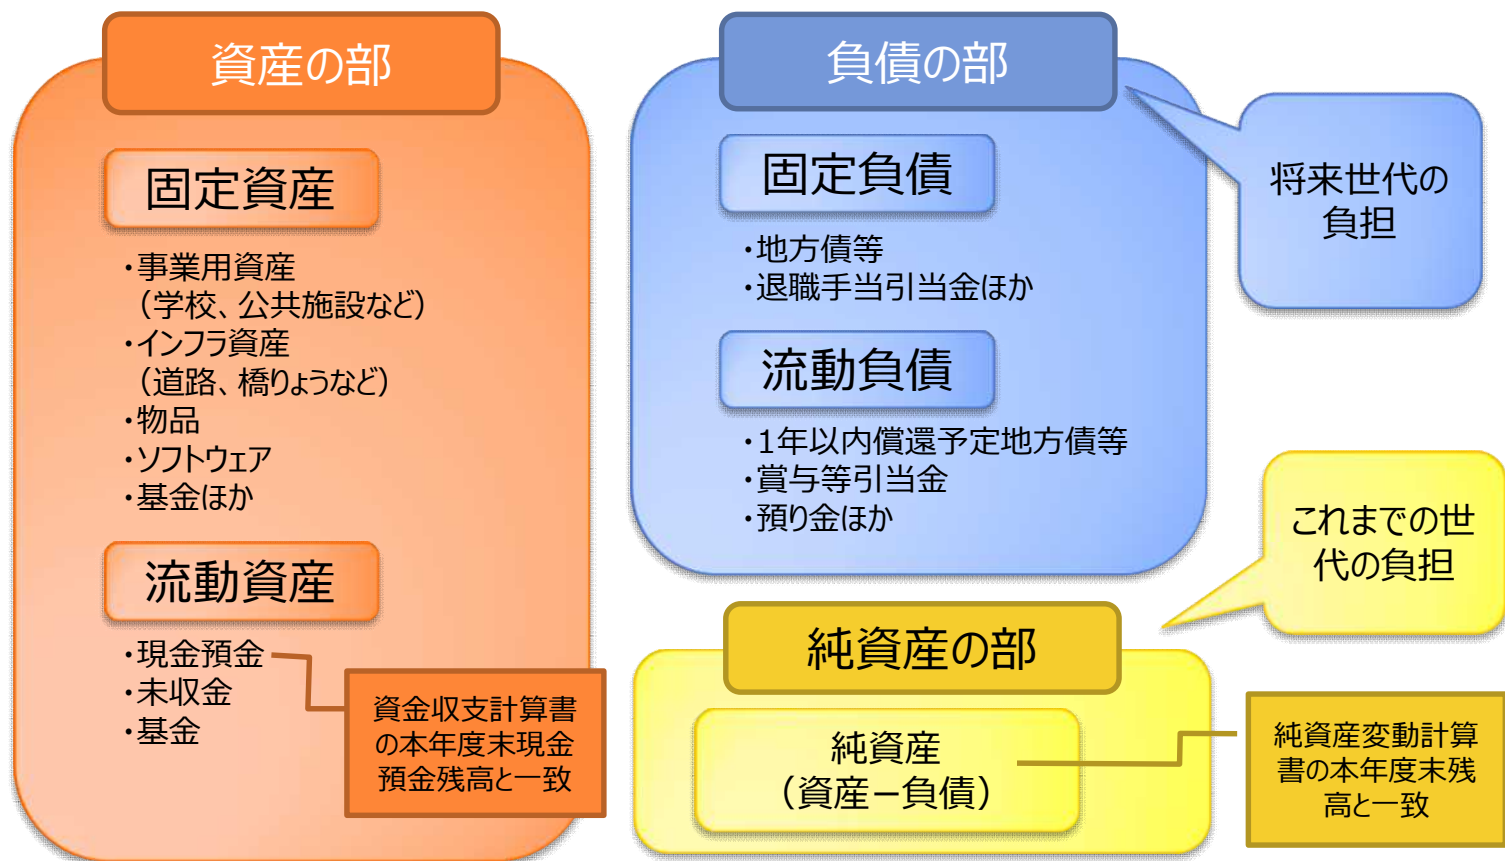 資産の部
固定資産
・事業用資産
（学校、公共施設など）
・インフラ資産
（道路、橋りょうなど）
・物品
・ソフトウェア
・基金ほか
流動資産
・現金預金
・未収金
・基金
資金収支計算書
の本年度末現金
預金残高と一致
負債の部
固定負債
・地方債等
・退職手当引当金ほか
流動負債
・1年以内償還予定地方債等
・賞与等引当金
・預り金ほか
将来世代の
負担
純資産の部
純資産
（資産－負債）
これまでの世
代の負担
純資産変動計算
書の本年度末残
高と一致